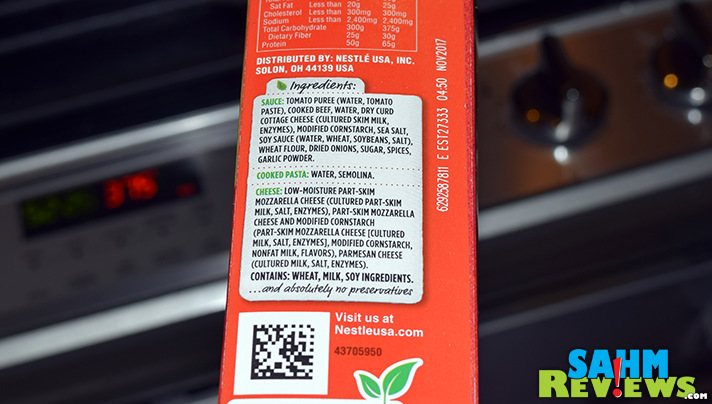 Sat Fat Less than 20g 25g
Cholesterol Less than 300mg 300mg
Sodium Less than 2,400mg 2,400mg
Total Carbohydrate 300g 375g
Dietary Fiber 25g 30g
Protein 50g 65g
DISTRIBUTED BY: NESTLÉ USA, INC.
SOLON, OH 44139 USA
Ingredients:
SAUCE: TOMATO PUREE (WATER, TOMATO
PASTE), COOKED BEEF, WATER, DRY CURD
COTTAGE CHEESE (CULTURED SKIM MILK,
ENZYMES), MODIFIED CORNSTARCH, SEA SALT,
SOY SAUCE (WATER, WHEAT, SOYBEANS, SALT),
WHEAT FLOUR, DRIED ONIONS, SUGAR, SPICES,
GARLIC POWDER.
COOKED PASTA: WATER, SEMOLINA.
CHEESE: LOW-MOISTURE PART-SKIM
MOZZARELLA CHEESE (CULTURED PART-SKIM
MILK, SALT, ENZYMES), PART-SKIM MOZZARELLA
CHEESE AND MODIFIED CORNSTARCH
(PART-SKIM MOZZARELLA CHEESE [CULTURED
MILK, SALT, ENZYMES], MODIFIED CORNSTARCH,
NONFAT MILK, FLAVORS), PARMESAN CHEESE
(CULTURED MILK, SALT, ENZYMES).
CONTAINS: WHEAT, MILK, SOY INGREDIENTS.
...and absolutely no preservatives
6292587811 E EST27333 04:50 NOV2017
Visit us at
Nestleusa.com
43705950
SAHM
REVIEWS
.COM